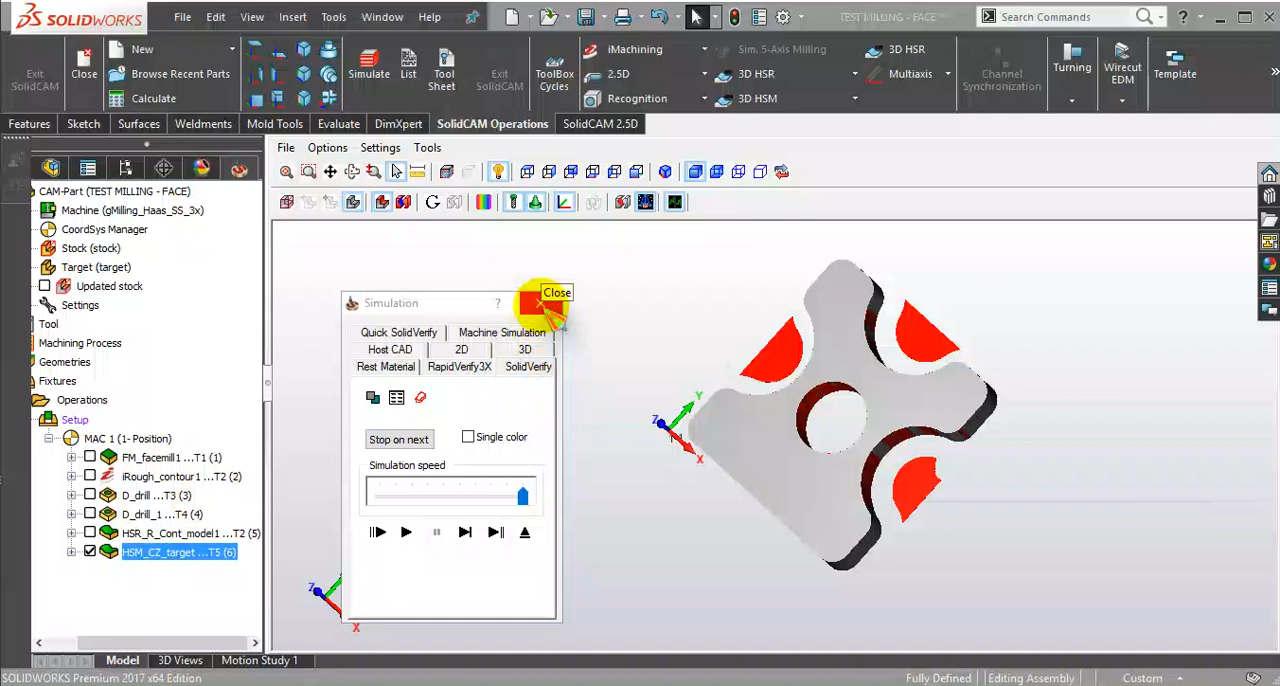 SOLIDWORKS File Edit View Insert Tools Window Help TEST MILLING - FACE Search Commands ?
Exit SolidCAM
Close
New
Browse Recent Parts
Calculate
Simulate
List
Tool Sheet
Exit SolidCAM
ToolBox Cycles
iMachining
2.5D
Recognition
Sim. 5-Axis Milling
3D HSR
3D HSM
3D HSR
Multiaxis
Channel Synchronization
Turning
Wirecut EDM
Template
Features Sketch Surfaces Weldments Mold Tools Evaluate DimXpert SolidCAM Operations SolidCAM 2.5D
File Options Settings Tools
CAM-Part (TEST MILLING - FACE)
Machine (gMilling_Haas_SS_3x)
CoordSys Manager
Stock (stock)
Target (target)
Updated stock
Settings
Tool
Machining Process
Geometries
Fixtures
Operations
Setup
MAC 1 (1- Position)
FM_facemill1 ...T1 (1)
iRough_contour1 ...T2 (2)
D_drill ...T3 (3)
D_drill_1 ...T4 (4)
HSR_R_Cont_model1 ...T2 (5)
HSM_CZ_target ...T5 (6)
Simulation ?
Close
Quick SolidVerify Machine Simulation
Host CAD 2D 3D
Rest Material RapidVerify3X SolidVerify
Stop on next Single color
Simulation speed
Z Y X
Z X
Model 3D Views Motion Study 1
SOLIDWORKS Premium 2017 x64 Edition Fully Defined Editing Assembly Custom